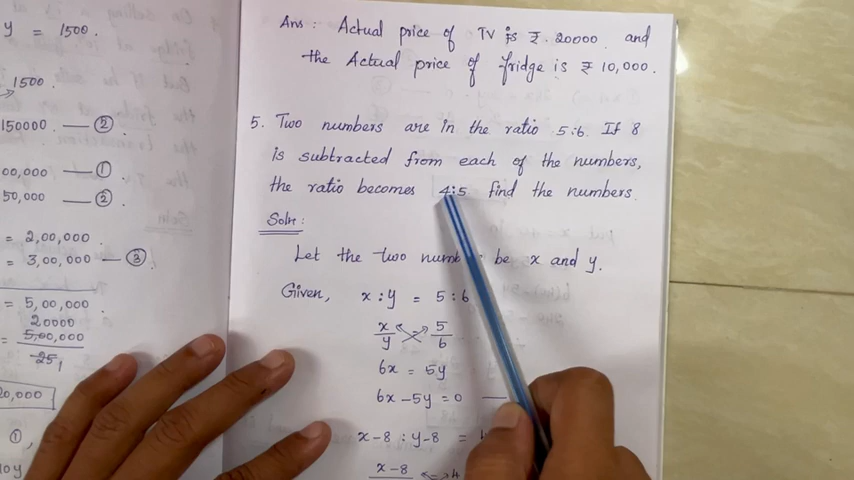 y = 1500.
1500
150000 — ②
00,000 — ①
50,000 — ②
= 2,00,000.
= 3,00,000 — ③
= 5,00,000
20000
= 5,00,000
25 1
20,000
①,
Ans : Actual price of TV is ₹. 20000. and
the Actual price of fridge is ₹ 10,000.
5. Two numbers are in the ratio 5:6. If 8
is subtracted from each of the numbers,
the ratio becomes 4:5 find the numbers.
Soln:
Let the two numb be x and y.
Given, x : y = 5 : 6
x/y = 5/6
6x = 5y
6x - 5y = 0 —
x-8 : y-8 =
x-8 = 4